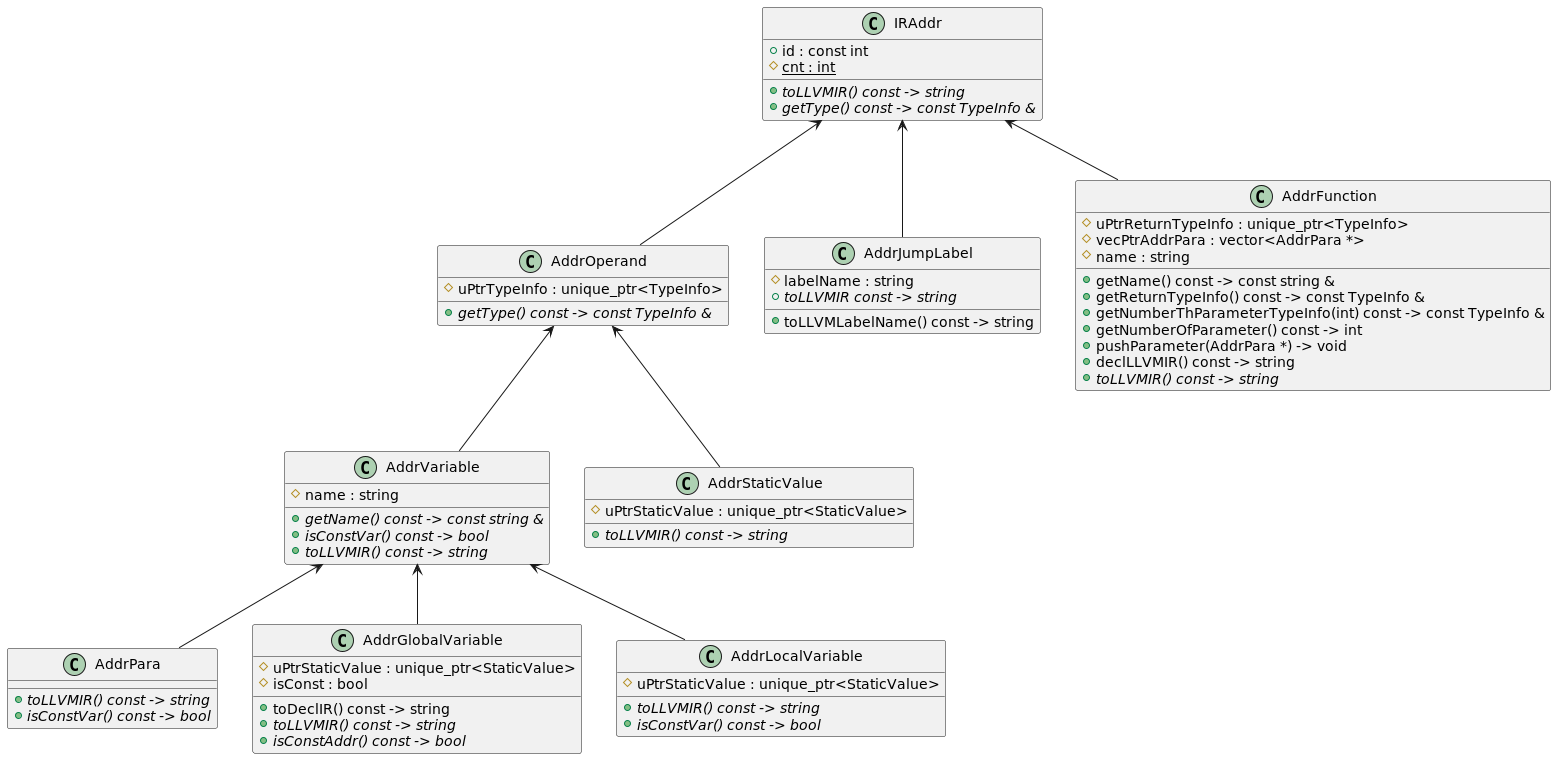 C IRAddr
id : const int
cnt : int
toLLVMIR() const -> string
getType() const -> const TypeInfo &
C AddrOperand
uPtrTypeInfo : unique_ptr<TypeInfo>
getType() const -> const TypeInfo &
C AddrJumpLabel
labelName : string
toLLVMIR const -> string
toLLVMLabelName() const -> string
C AddrFunction
uPtrReturnTypeInfo : unique_ptr<TypeInfo>
vecPtrAddrPara : vector<AddrPara *>
name : string
getName() const -> const string &
getReturnTypeInfo() const -> const TypeInfo &
getNumberThParameterTypeInfo(int) const -> const TypeInfo &
getNumberOfParameter() const -> int
pushParameter(AddrPara *) -> void
declLLVMIR() const -> string
toLLVMIR() const -> string
C AddrVariable
name : string
getName() const -> const string &
isConstVar() const -> bool
toLLVMIR() const -> string
C AddrStaticValue
uPtrStaticValue : unique_ptr<StaticValue>
toLLVMIR() const -> string
C AddrPara
toLLVMIR() const -> string
isConstVar() const -> bool
C AddrGlobalVariable
uPtrStaticValue : unique_ptr<StaticValue>
isConst : bool
toDeclIR() const -> string
toLLVMIR() const -> string
isConstAddr() const -> bool
C AddrLocalVariable
uPtrStaticValue : unique_ptr<StaticValue>
toLLVMIR() const -> string
isConstVar() const -> bool